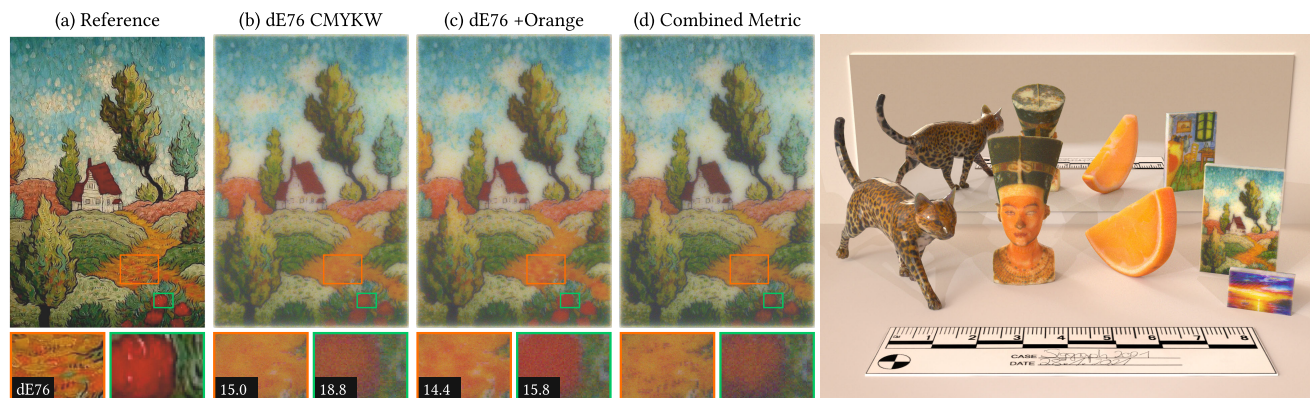 (a) Reference
(b) dE76 CMYKW
(c) dE76 +Orange
(d) Combined Metric
dE76
15.0
18.8
14.4
15.8
1 2 3 4 5 6 7 8
CASE
DATE